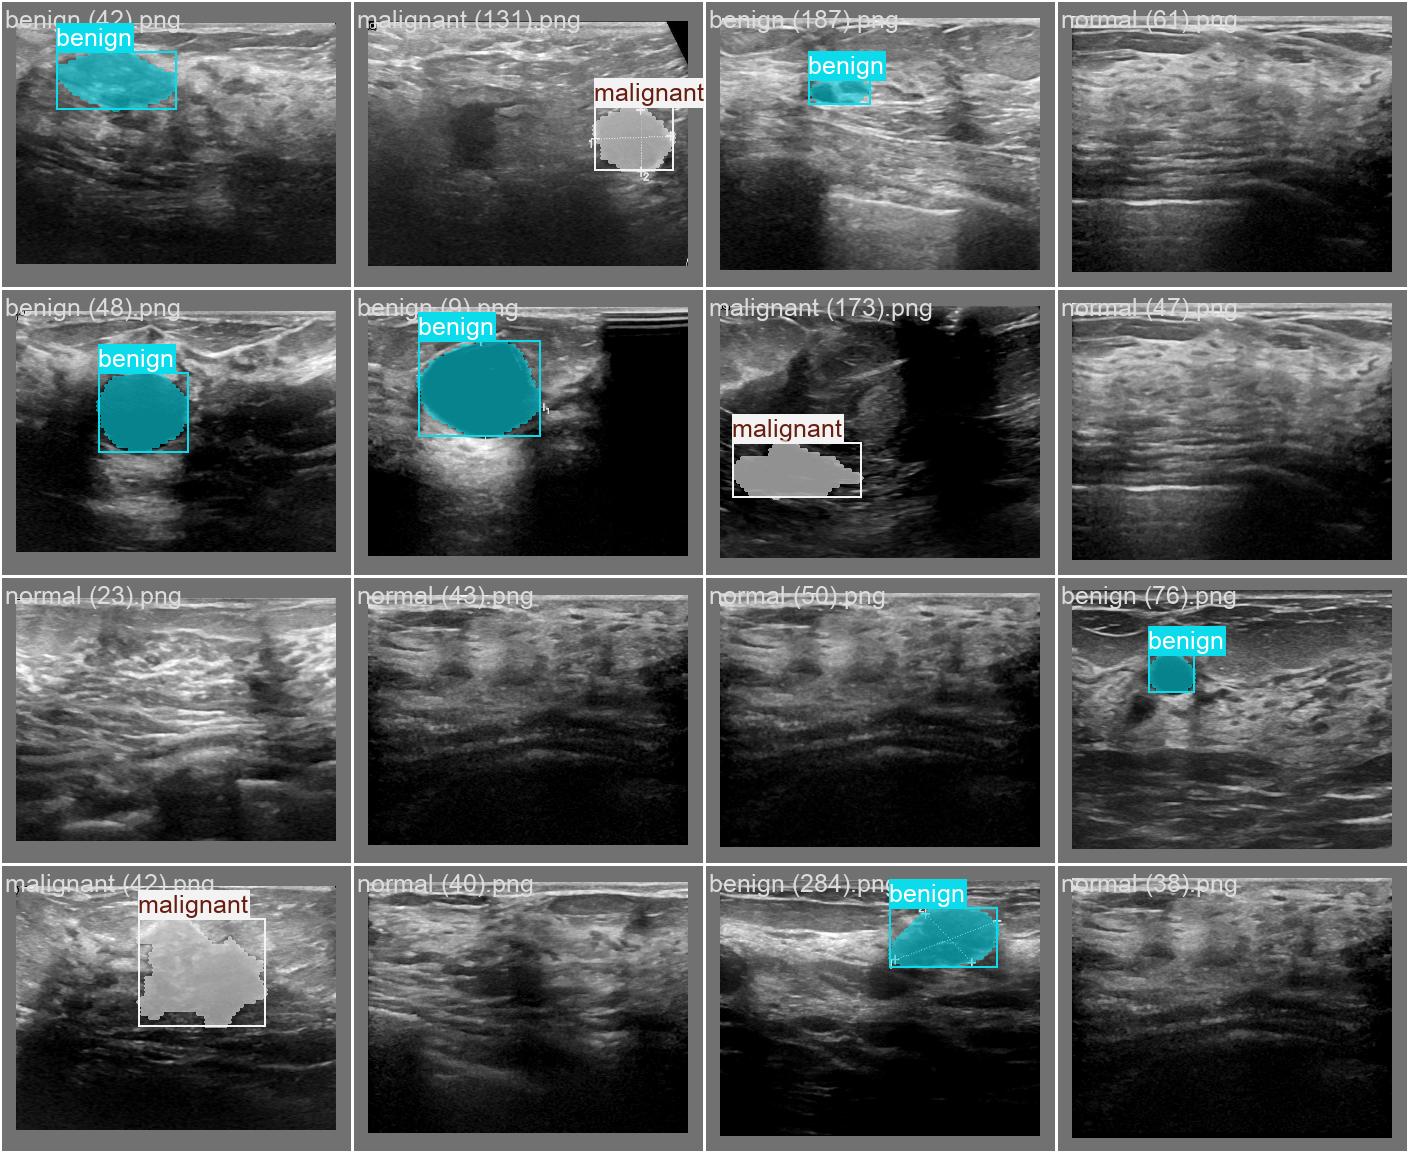 benign (42).png
benign
malignant (131).png
malignant
1
2
benign (187).png
benign
normal (61).png
benign (48).png
benign
benign (9).png
benign
1
malignant (173).png
malignant
normal (47).png
normal (23).png
normal (43).png
normal (50).png
benign (76).png
benign
malignant (42).png
malignant
normal (40).png
benign (284).png
benign
normal (38).png